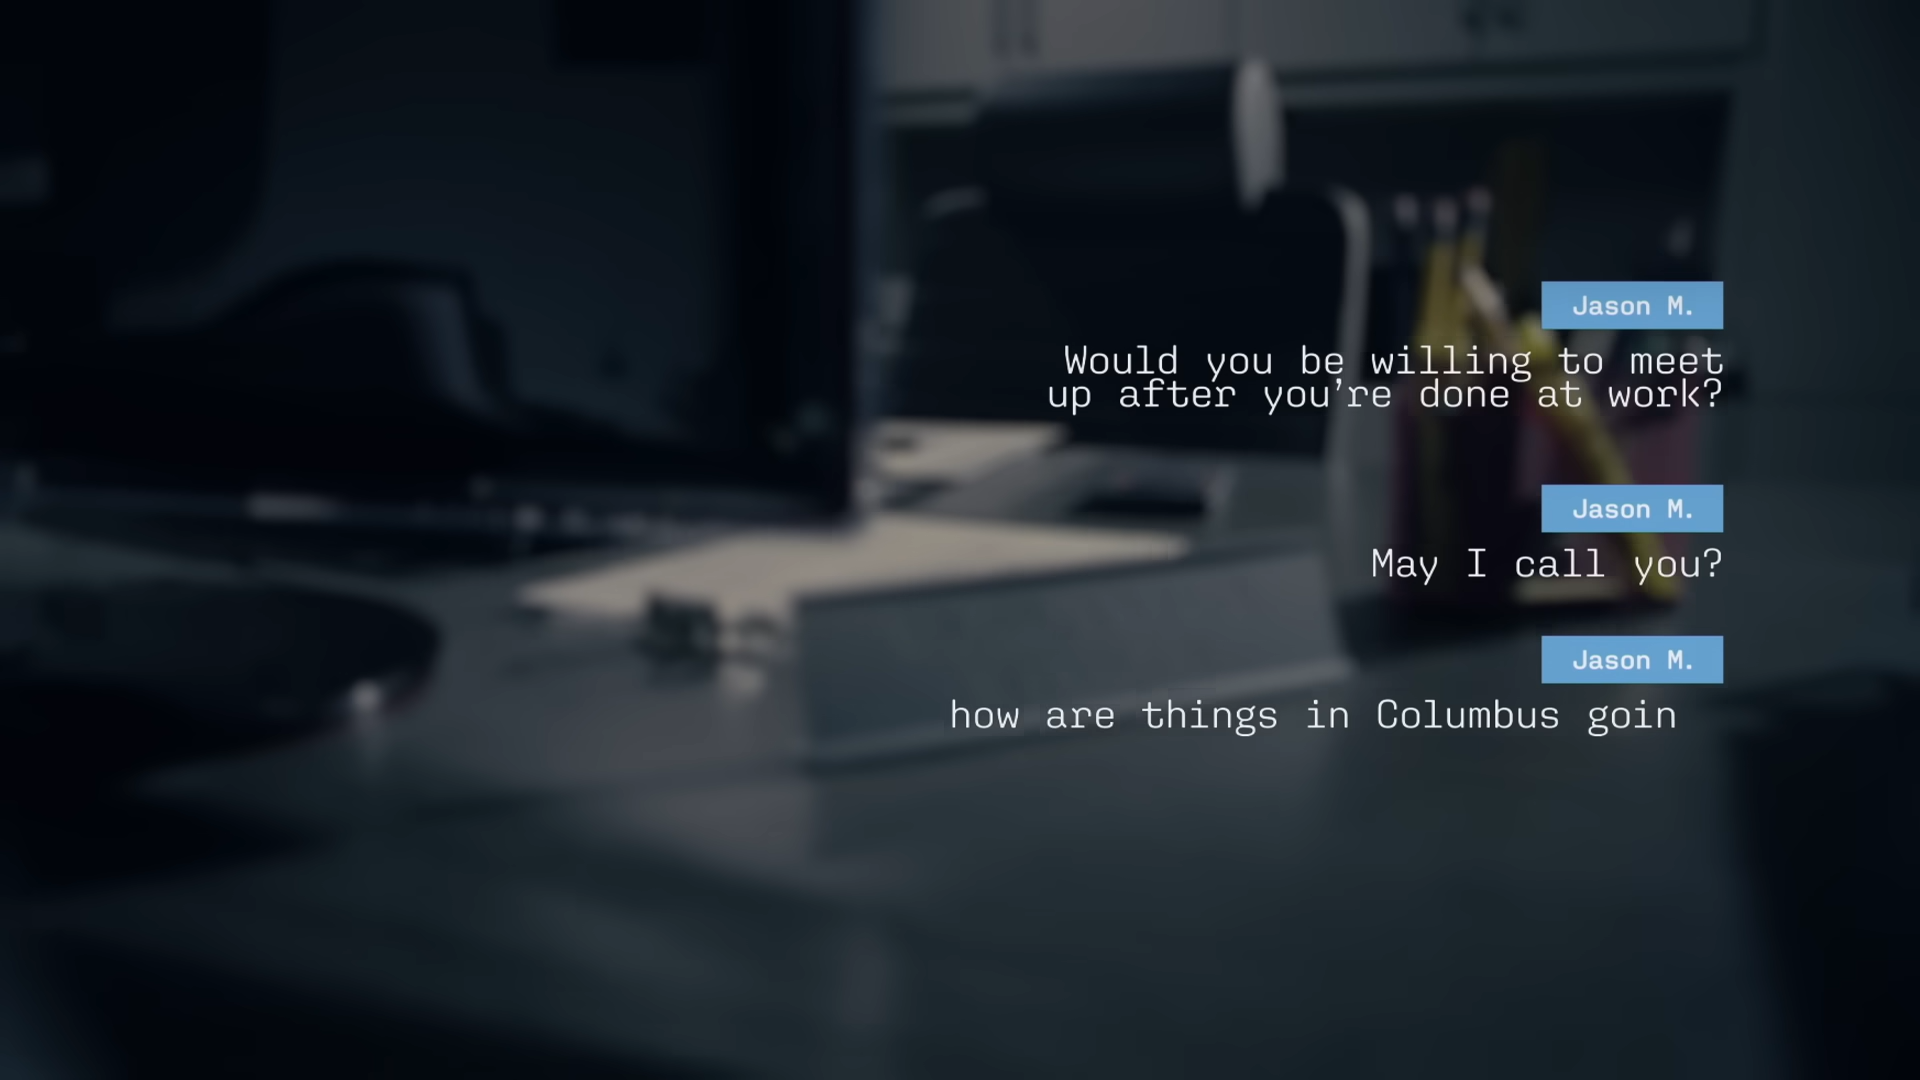 Jason M.
Would you be willing to meet
up after you're done at work?
Jason M.
May I call you?
Jason M.
how are things in Columbus goin